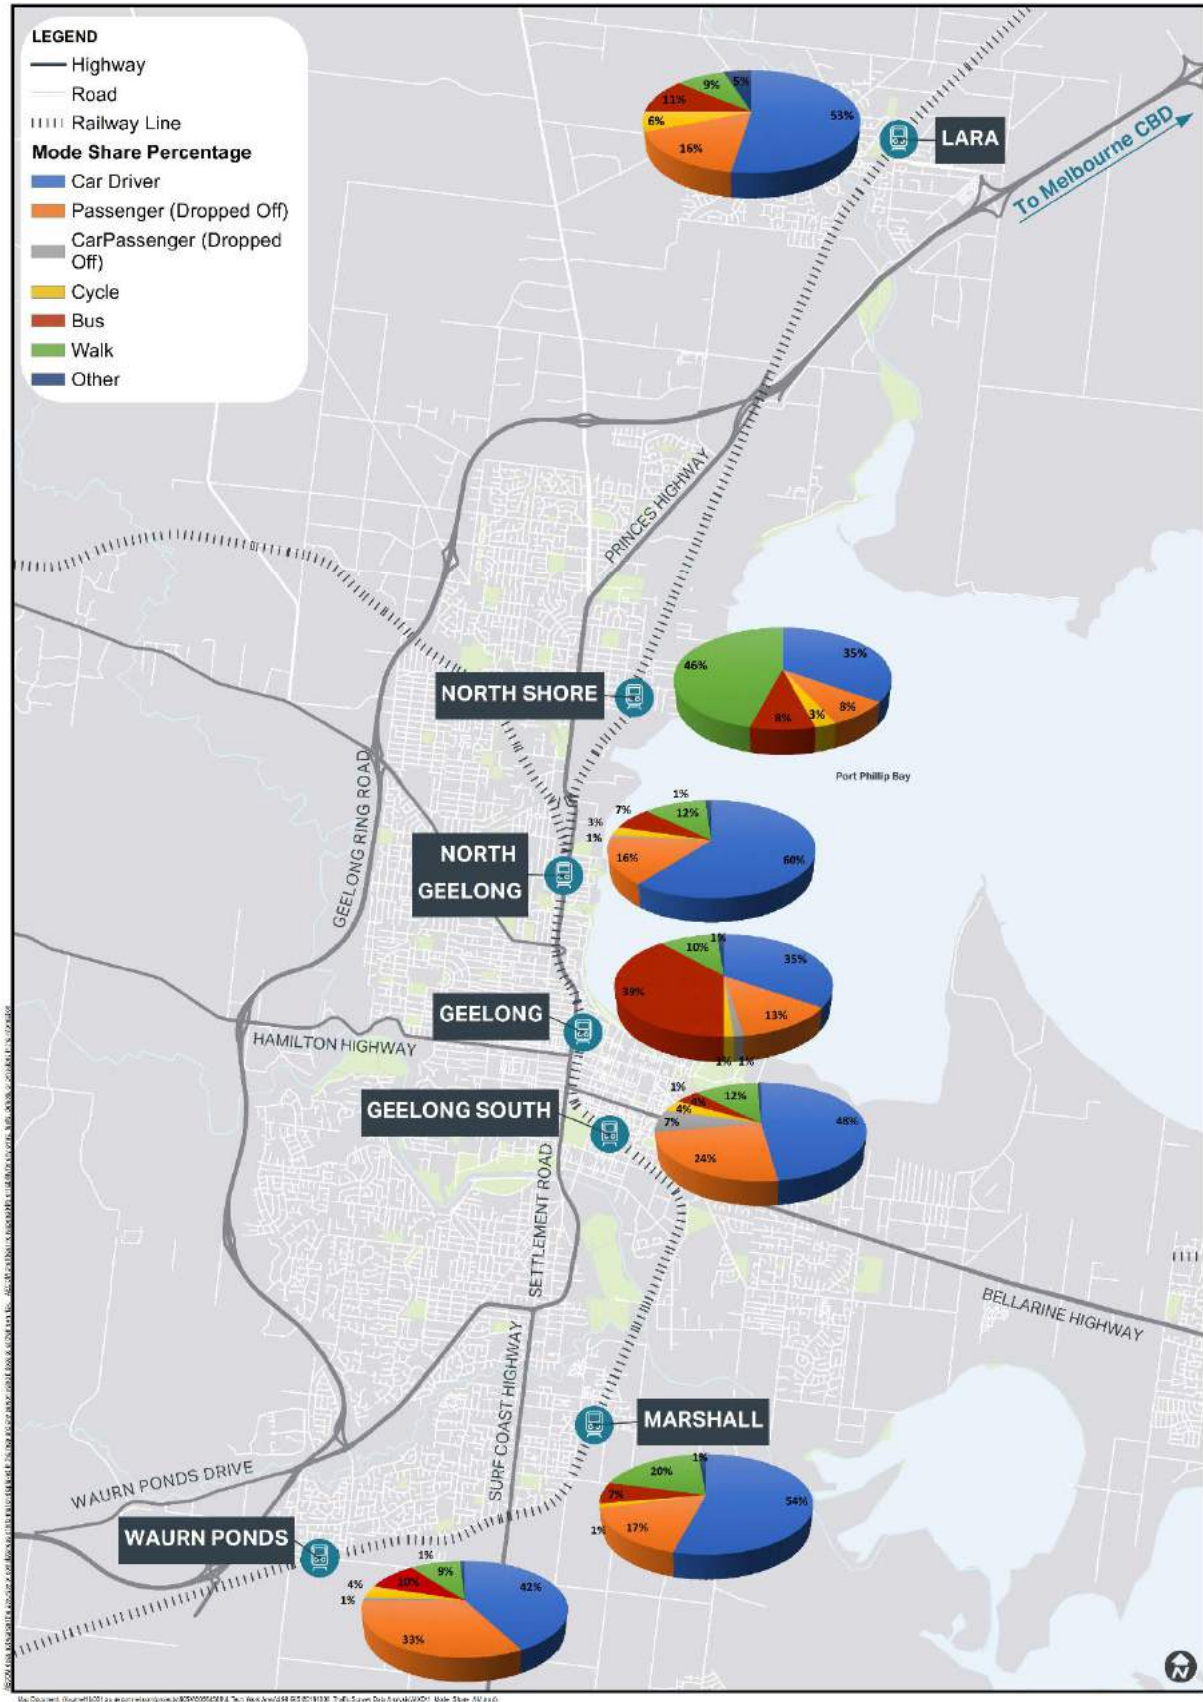 LEGEND
Highway
Road
Railway Line
Mode Share Percentage
Car Driver
Passenger (Dropped Off)
CarPassenger (Dropped
Off)
Cycle
Bus
Walk
Other
9%
5%
11%
53%
6%
16%
LARA
To Melbourne CBD
PRINCES HIGHWAY
46%
35%
8%
3%
8%
NORTH SHORE
Port Phillip Bay
GEELONG RING ROAD
1%
7%
12%
3%
1%
16%
60%
NORTH
GEELONG
1%
10%
35%
39%
13%
1%
1%
GEELONG
HAMILTON HIGHWAY
GEELONG SOUTH
1%
12%
4%
4%
7%
48%
24%
SETTLEMENT ROAD
BELLARINE HIGHWAY
SURF COAST HIGHWAY
MARSHALL
1%
20%
7%
54%
1%
17%
WAURN PONDS DRIVE
WAURN PONDS
1%
9%
4%
10%
42%
1%
33%
N